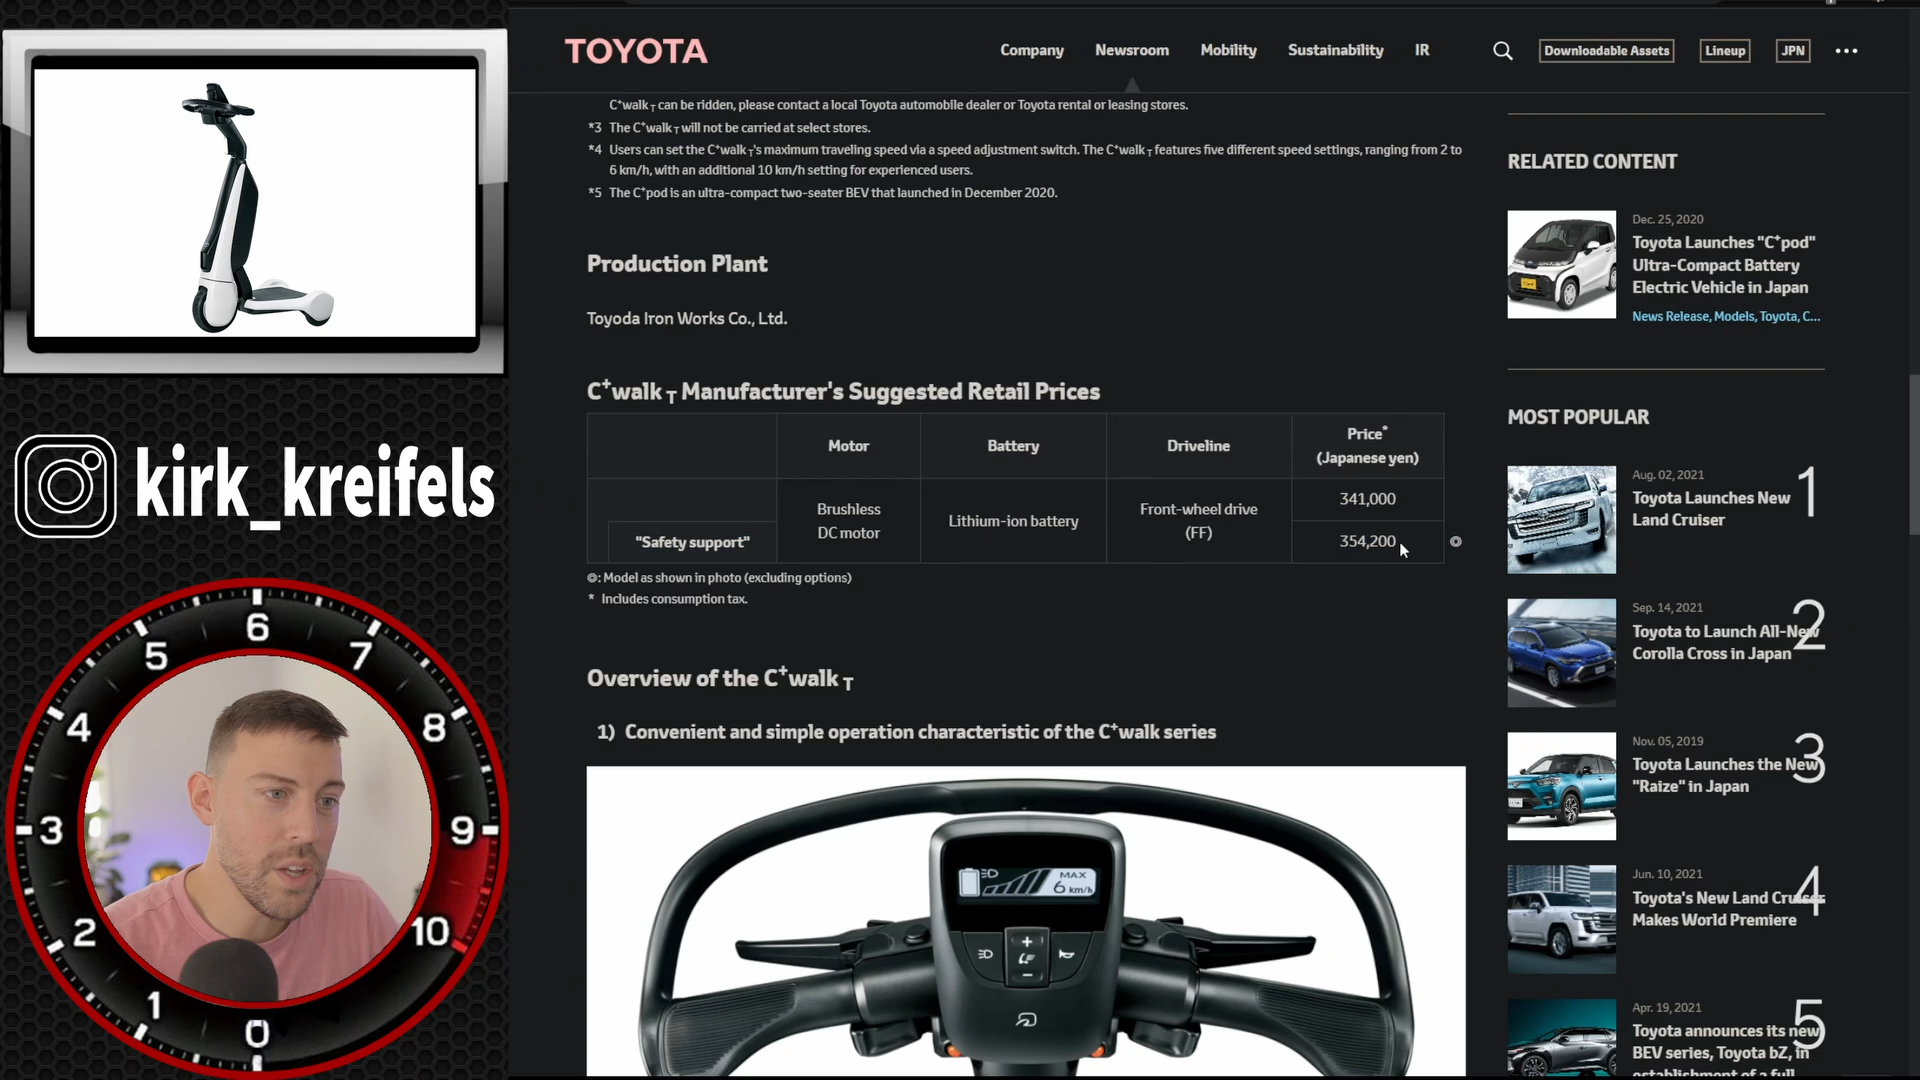 TOYOTA
Company
Newsroom
Mobility
Sustainability
IR
Downloadable Assets
Lineup
JPN
C+walk T can be ridden, please contact a local Toyota automobile dealer or Toyota rental or leasing stores.
*3 The C+walk T will not be carried at select stores.
*4 Users can set the C+walk T's maximum traveling speed via a speed adjustment switch. The C+walk T features five different speed settings, ranging from 2 to
6 km/h, with an additional 10 km/h setting for experienced users.
*5 The C+pod is an ultra-compact two-seater BEV that launched in December 2020.
Production Plant
Toyoda Iron Works Co., Ltd.
C+walk T Manufacturer's Suggested Retail Prices
Motor
Battery
Driveline
Price*
(Japanese yen)
Brushless
DC motor
Lithium-ion battery
Front-wheel drive
(FF)
341,000
"Safety support"
354,200
◎
◎: Model as shown in photo (excluding options)
* Includes consumption tax.
Overview of the C+walk T
1) Convenient and simple operation characteristic of the C+walk series
MAX
6 km/h
+
−
RELATED CONTENT
Dec. 25, 2020
Toyota Launches "C+pod"
Ultra-Compact Battery
Electric Vehicle in Japan
News Release, Models, Toyota, C...
MOST POPULAR
Aug. 02, 2021
Toyota Launches New
Land Cruiser
1
Sep. 14, 2021
Toyota to Launch All-New
Corolla Cross in Japan
2
Nov. 05, 2019
Toyota Launches the New
"Raize" in Japan
3
Jun. 10, 2021
Toyota's New Land Cruiser
Makes World Premiere
4
Apr. 19, 2021
Toyota announces its new
BEV series, Toyota bZ, in
establishment of a full
5
kirk_kreifels
0
1
2
3
4
5
6
7
8
9
10